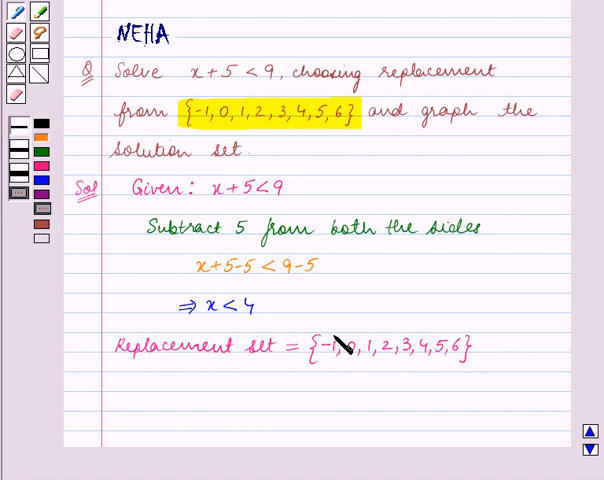 NEHA
Q Solve x+5<9, choosing replacement
from {-1, 0, 1, 2, 3, 4, 5, 6} and graph the
solution set.
Sol Given: x+5<9
Subtract 5 from both the sides
x+5-5 < 9-5
⇒ x<4
Replacement set = {-1, 0, 1, 2, 3, 4, 5, 6}